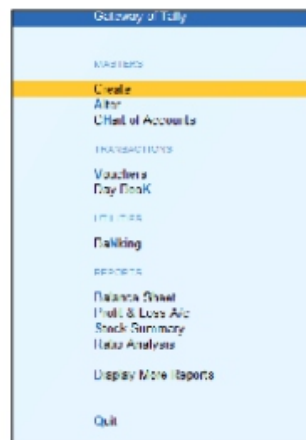 Gateway of Tally
MASTERS
Create
Alter
CHart of Accounts
TRANSACTIONS
Vouchers
Day BooK
UTILITIES
BaNking
REPORTS
Balance Sheet
Profit & Loss A/c
Stock Summary
Ratio Analysis
Display More Reports
Quit